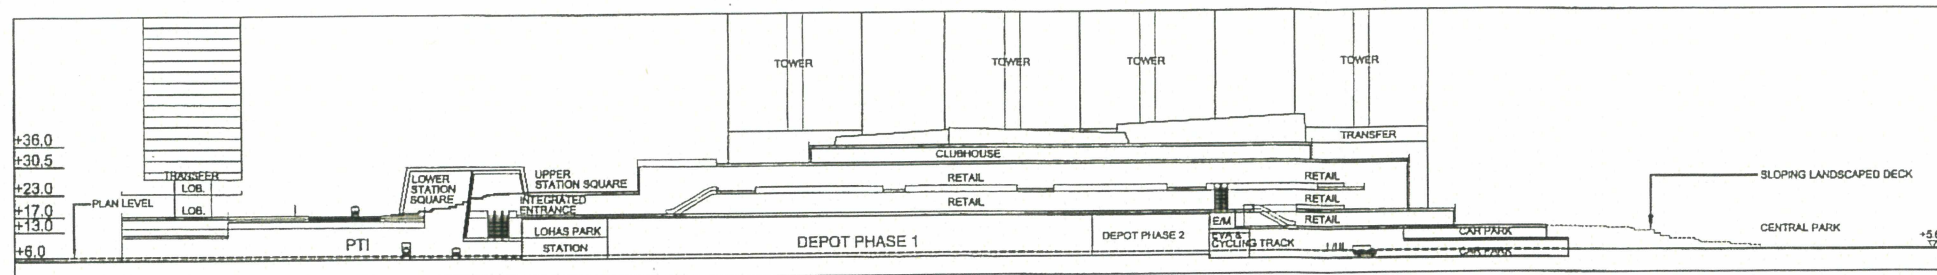 TOWER
TOWER
TOWER
TOWER
+36.0
TRANSFER
CLUBHOUSE
+30.5
TRANSFER
LOB.
LOWER
STATION
SQUARE
UPPER
STATION SQUARE
RETAIL
RETAIL
SLOPING LANDSCAPED DECK
+23.0
PLAN LEVEL
INTEGRATED
ENTRANCE
RETAIL
RETAIL
+17.0
LOB.
E/M
RETAIL
+13.0
LOHAS PARK
CAR PARK
CENTRAL PARK
PTI
DEPOT PHASE 1
DEPOT PHASE 2
EVA &
CYCLING TRACK
L/UL
+6.0
STATION
CAR PARK